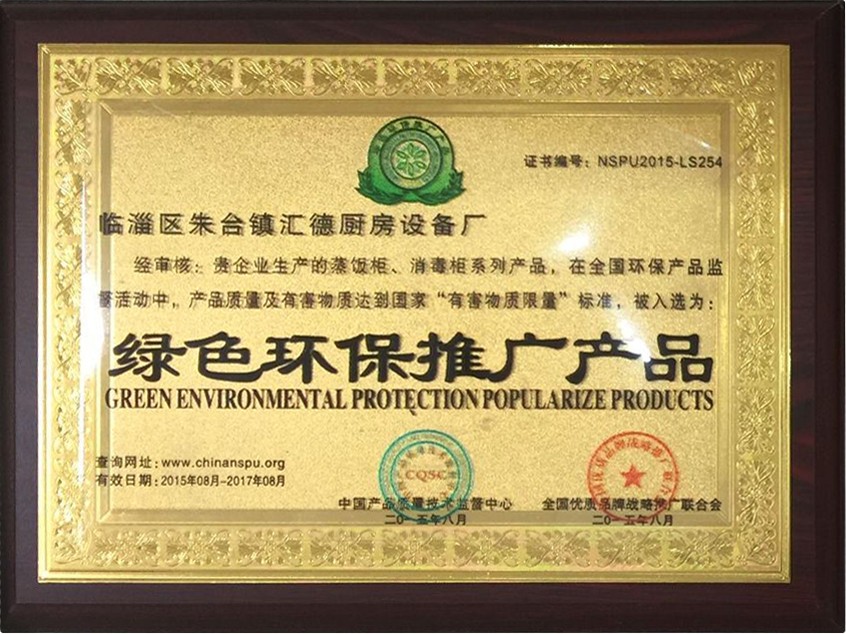 证书编号：NSPU2015-LS254
临淄区朱台镇汇德厨房设备厂
经审核：贵企业生产的蒸饭柜、消毒柜系列产品，在全国环保产品监
督活动中，产品质量及有害物质达到国家“有害物质限量”标准，被入选为：
绿色环保推广产品
GREEN ENVIRONMENTAL PROTECTION POPULARIZE PRODUCTS
CQSC
查询网址：www.chinanspu.org
有效日期：2015年08月-2017年08月
中国产品质量技术监督中心
二〇一五年八月
全国优质品牌战略推广联合会
二〇一五年八月